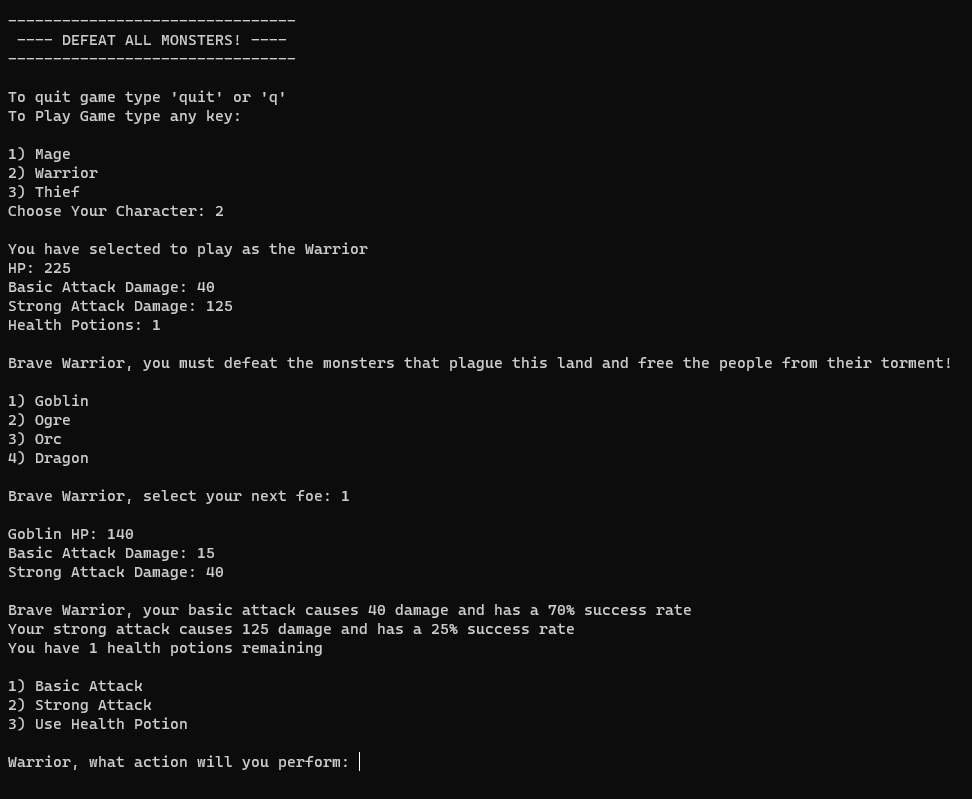 --------------------------------
 ---- DEFEAT ALL MONSTERS! ----
--------------------------------
To quit game type 'quit' or 'q'
To Play Game type any key:
1) Mage
2) Warrior
3) Thief
Choose Your Character: 2
You have selected to play as the Warrior
HP: 225
Basic Attack Damage: 40
Strong Attack Damage: 125
Health Potions: 1
Brave Warrior, you must defeat the monsters that plague this land and free the people from their torment!
1) Goblin
2) Ogre
3) Orc
4) Dragon
Brave Warrior, select your next foe: 1
Goblin HP: 140
Basic Attack Damage: 15
Strong Attack Damage: 40
Brave Warrior, your basic attack causes 40 damage and has a 70% success rate
Your strong attack causes 125 damage and has a 25% success rate
You have 1 health potions remaining
1) Basic Attack
2) Strong Attack
3) Use Health Potion
Warrior, what action will you perform: